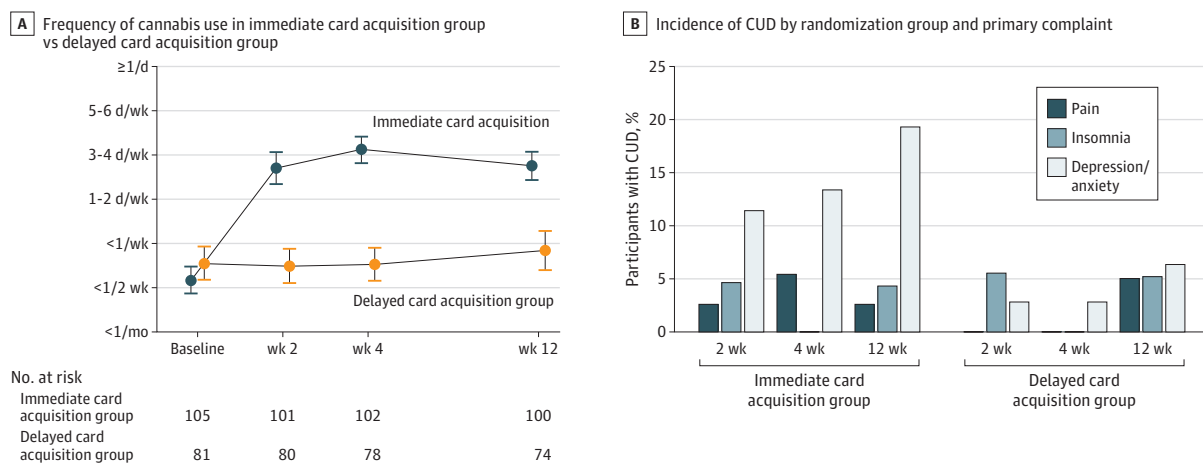 A Frequency of cannabis use in immediate card acquisition group
vs delayed card acquisition group
≥1/d
5-6 d/wk
3-4 d/wk
1-2 d/wk
<1/wk
<1/2 wk
<1/mo
Immediate card acquisition
Delayed card acquisition group
Baseline wk 2 wk 4 wk 12
No. at risk
Immediate card
acquisition group 105 101 102 100
Delayed card
acquisition group 81 80 78 74
B Incidence of CUD by randomization group and primary complaint
Participants with CUD, %
25
20
15
10
5
0
Pain
Insomnia
Depression/
anxiety
2 wk 4 wk 12 wk 2 wk 4 wk 12 wk
Immediate card
acquisition group
Delayed card
acquisition group